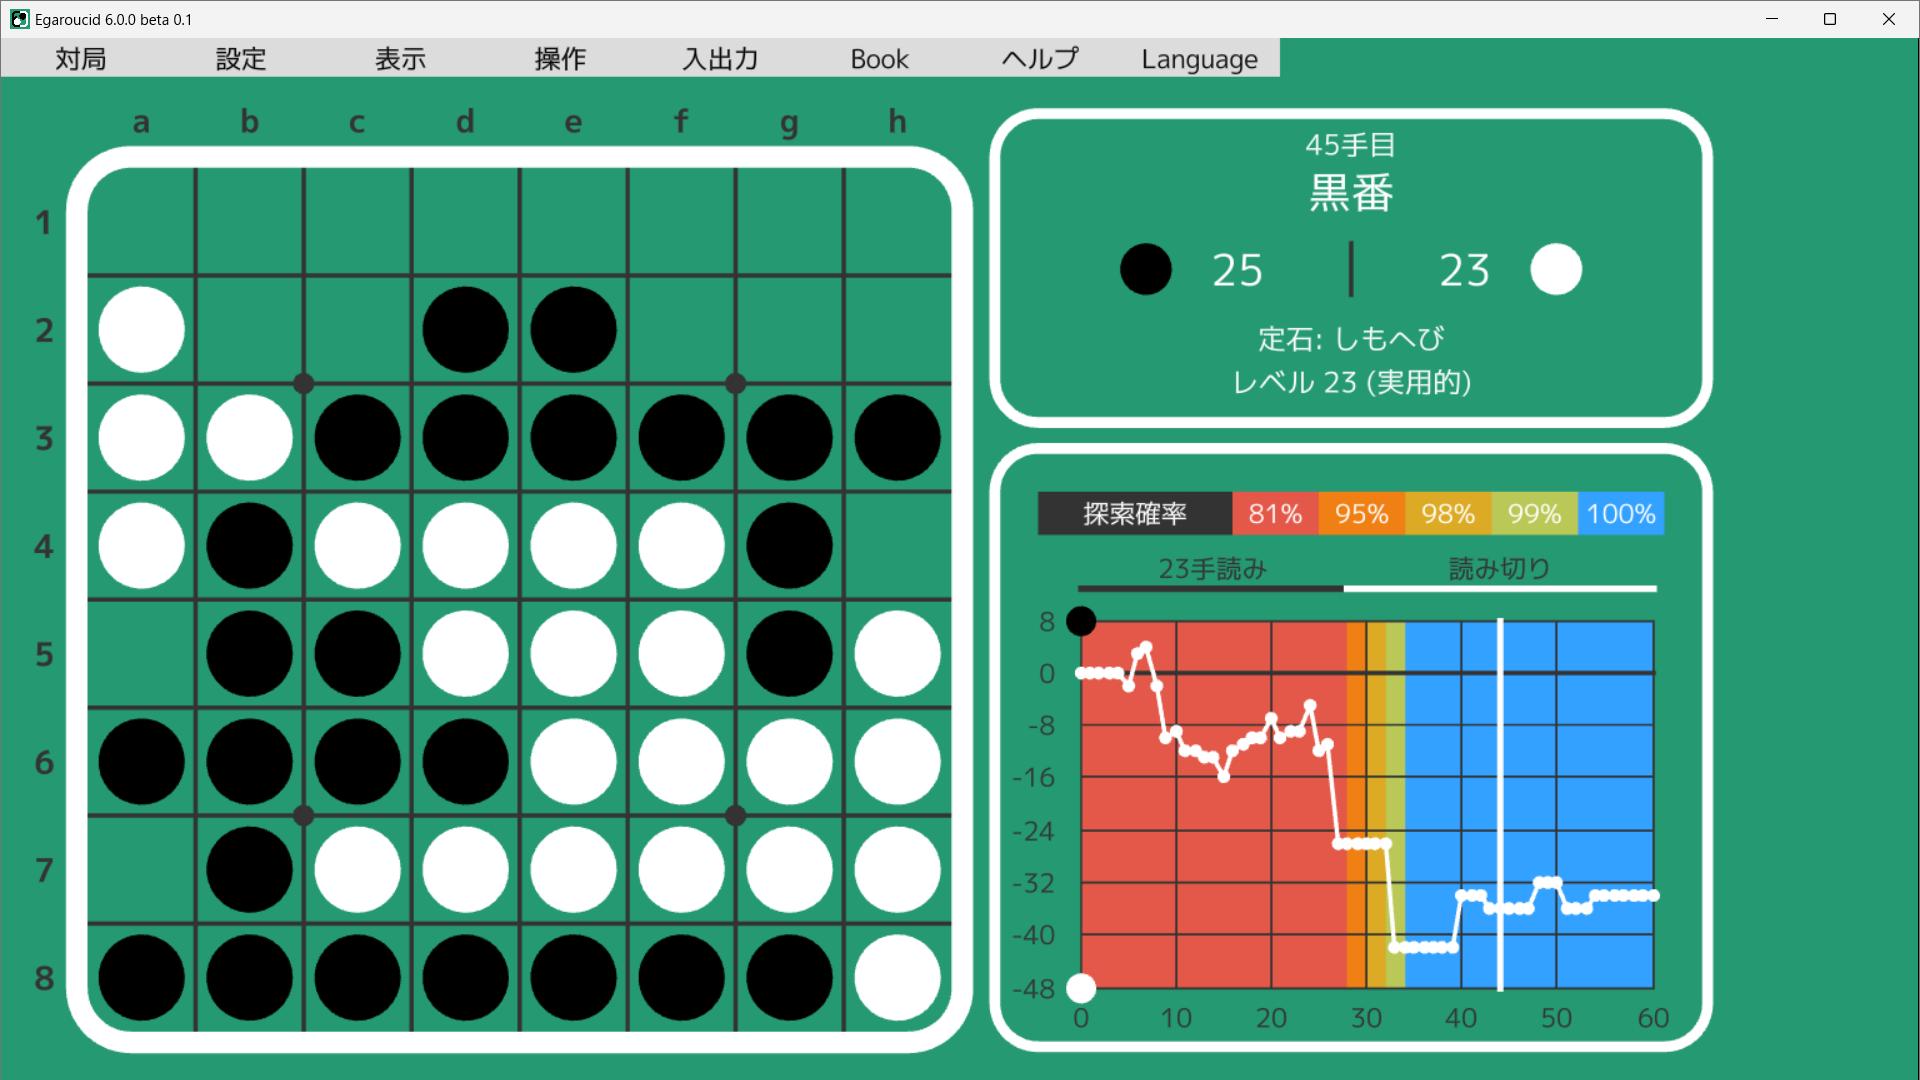 Egaroucid 6.0.0 beta 0.1
対局 設定 表示 操作 入出力 Book ヘルプ Language
a b c d e f g h
1
2
3
4
5
6
7
8
45手目
黒番
25 23
定石: しもへび
レベル 23 (実用的)
探索確率 81% 95% 98% 99% 100%
23手読み 読み切り
8
0
-8
-16
-24
-32
-40
-48
0 10 20 30 40 50 60